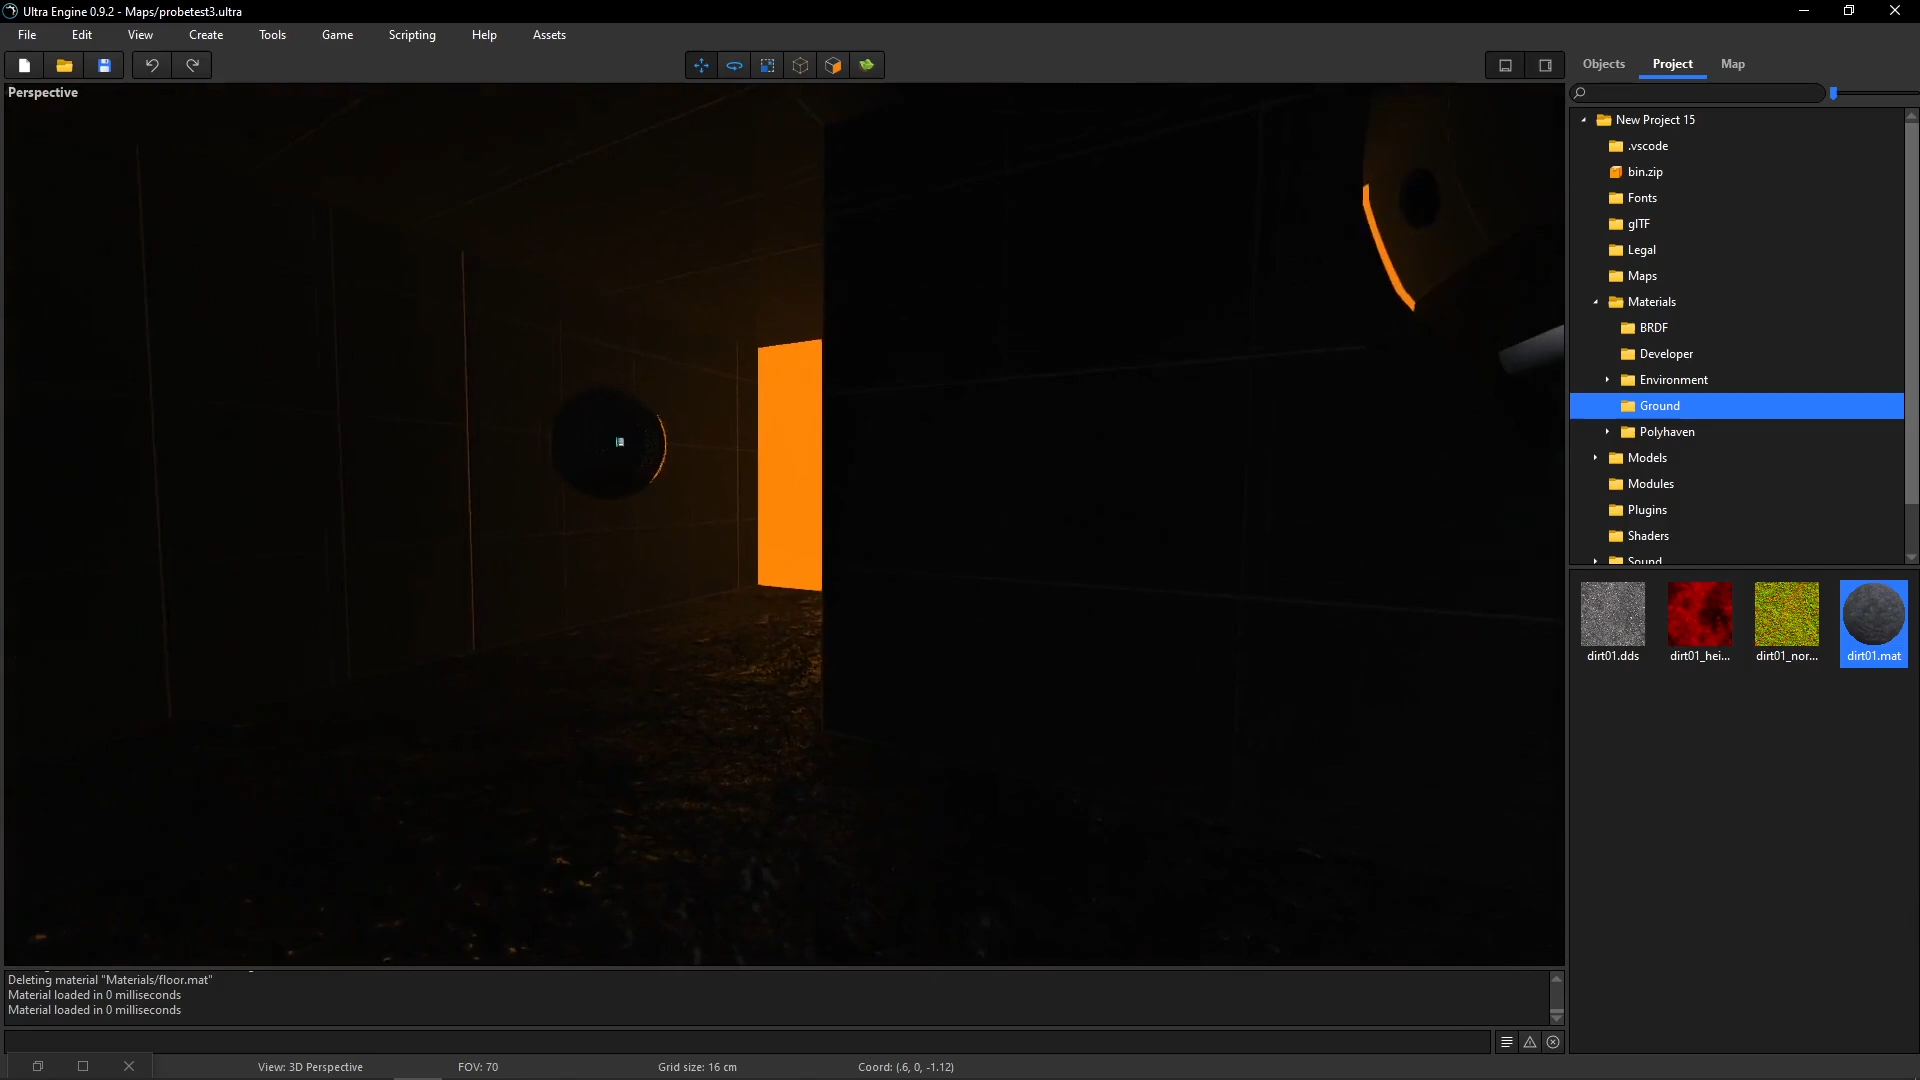 Ultra Engine 0.9.2 - Maps/probetest3.ultra
File Edit View Create Tools Game Scripting Help Assets
Objects Project Map
Perspective
New Project 15
.vscode
bin.zip
Fonts
glTF
Legal
Maps
Materials
BRDF
Developer
Environment
Ground
Polyhaven
Models
Modules
Plugins
Shaders
Sound
dirt01.dds dirt01_hei... dirt01_nor... dirt01.mat
Deleting material "Materials/floor.mat"
Material loaded in 0 milliseconds
Material loaded in 0 milliseconds
View: 3D Perspective FOV: 70 Grid size: 16 cm Coord: (.6, 0, -1.12)